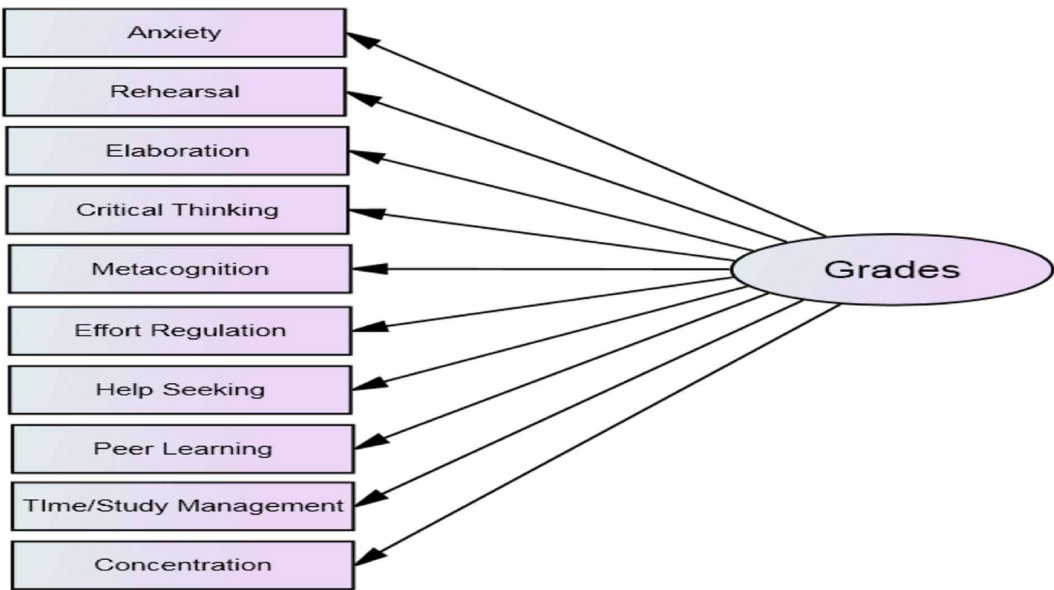 Anxiety
Rehearsal
Elaboration
Critical Thinking
Metacognition
Grades
Effort Regulation
Help Seeking
Peer Learning
TIme/Study Management
Concentration